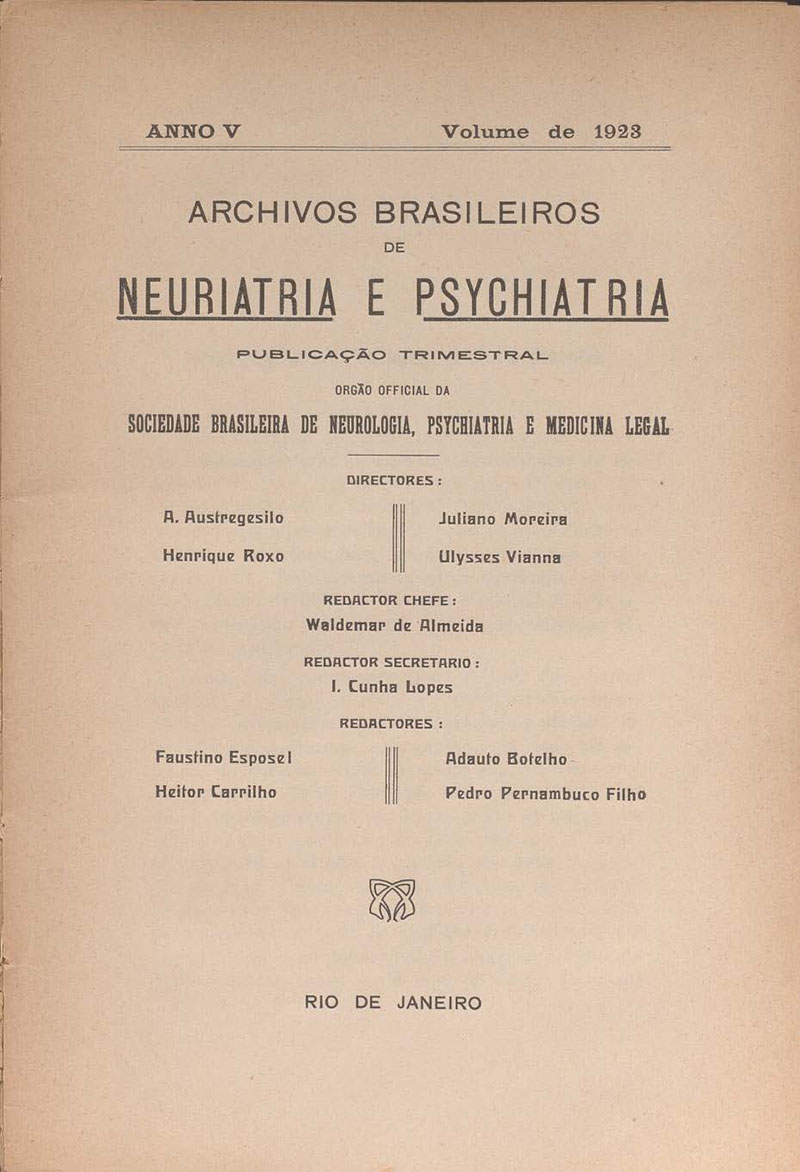 ANNO V Volume de 1923
ARCHIVOS BRASILEIROS
DE
NEURIATRIA E PSYCHIATRIA
PUBLICAÇÃO TRIMESTRAL
ORGÃO OFFICIAL DA
SOCIEDADE BRASILEIRA DE NEUROLOGIA, PSYCHIATRIA E MEDICINA LEGAL
DIRECTORES :
A. Austregesilo Juliano Moreira
Henrique Roxo Ulysses Vianna
REDACTOR CHEFE :
Waldemar de Almeida
REDACTOR SECRETARIO :
I. Cunha Lopes
REDACTORES :
Faustino Esposel Adauto Botelho
Heitor Carrilho Pedro Pernambuco Filho
RIO DE JANEIRO